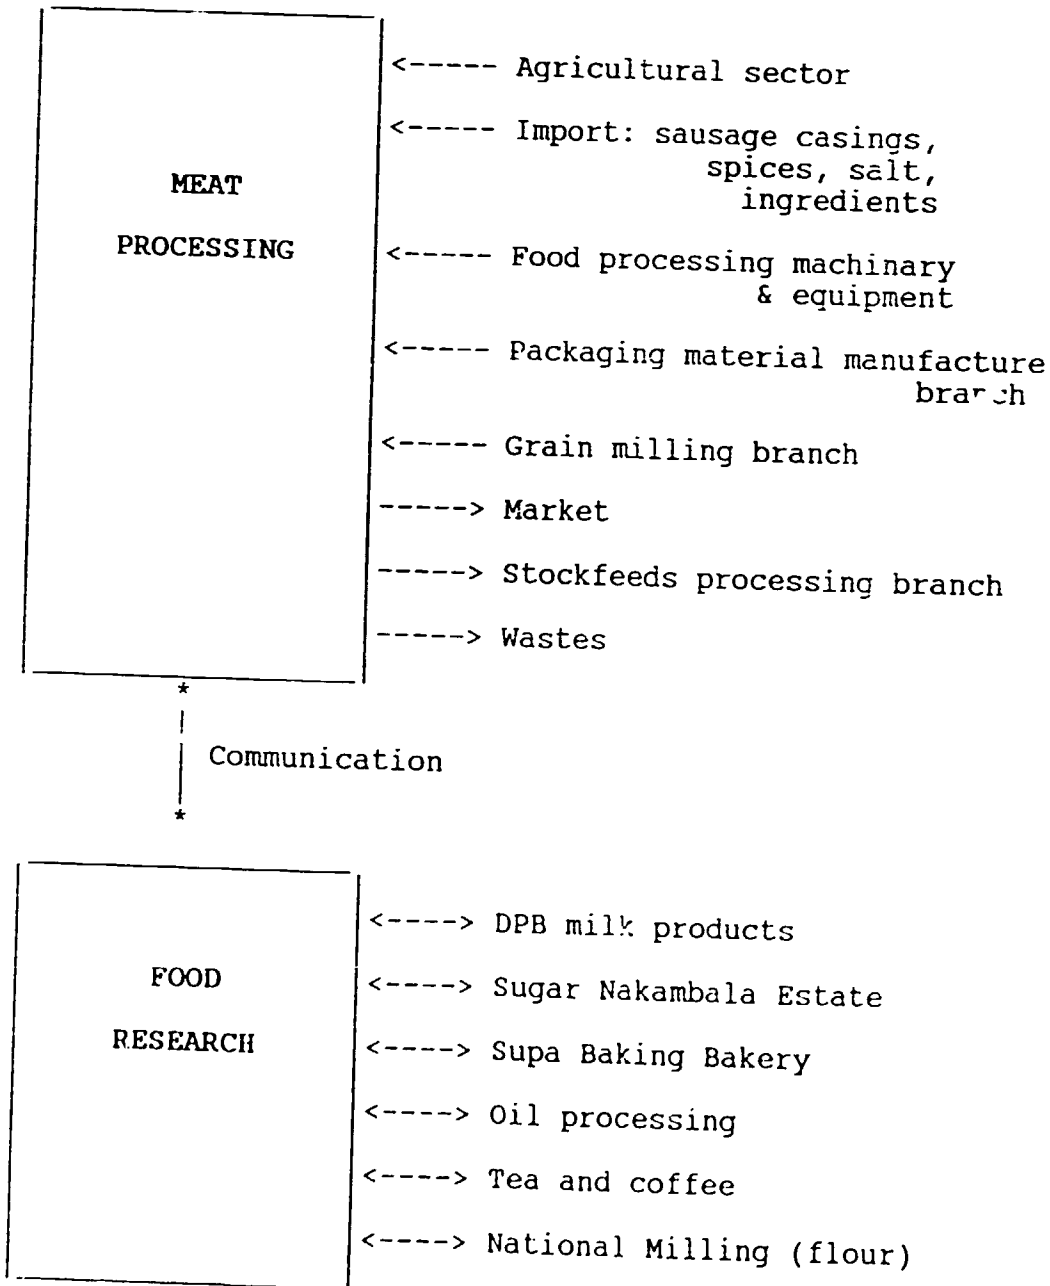 <----- Agricultural sector
<----- Import: sausage casings,
spices, salt,
ingredients
MEAT
PROCESSING
<----- Food processing machinary
& equipment
<----- Packaging material manufacture
branch
<----- Grain milling branch
-----> Market
-----> Stockfeeds processing branch
-----> Wastes
*
Communication
*
<----> DPB milk products
FOOD
RESEARCH
<----> Sugar Nakambala Estate
<----> Supa Baking Bakery
<----> Oil processing
<----> Tea and coffee
<----> National Milling (flour)